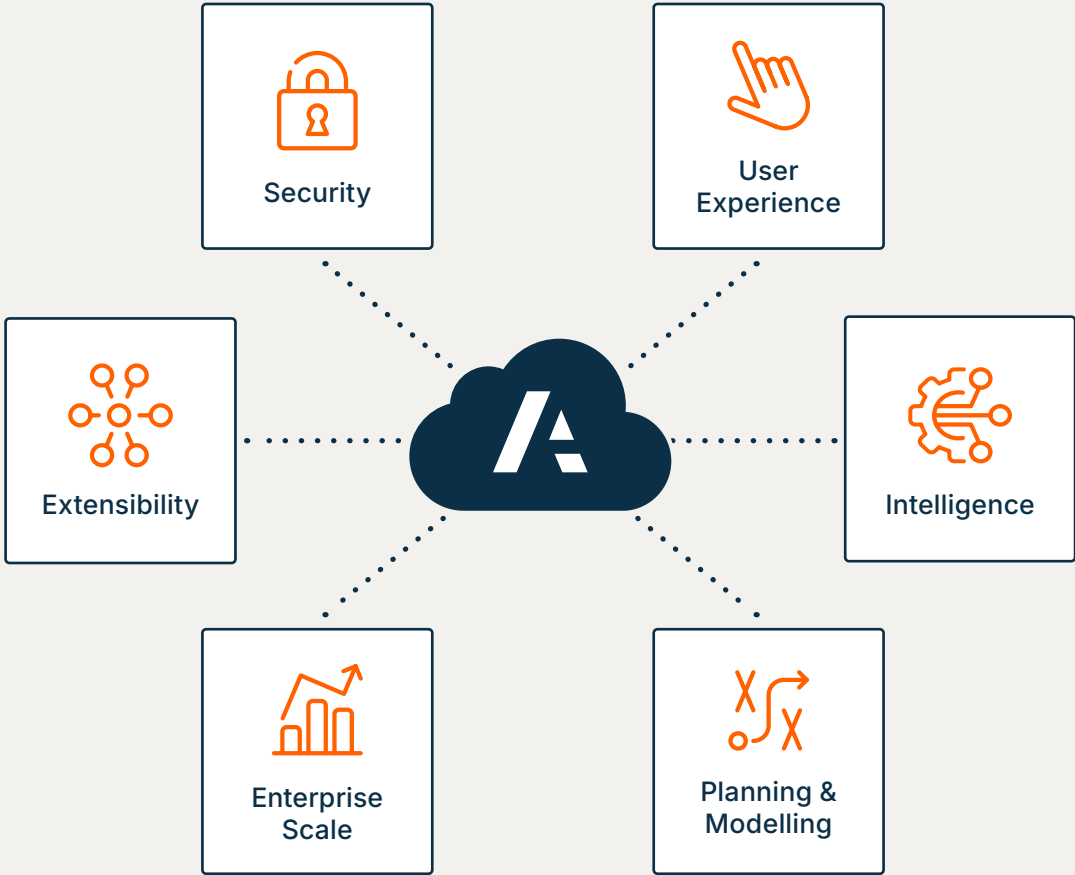 Security
User
Experience
Extensibility
A
Intelligence
Enterprise
Scale
Planning &
Modelling